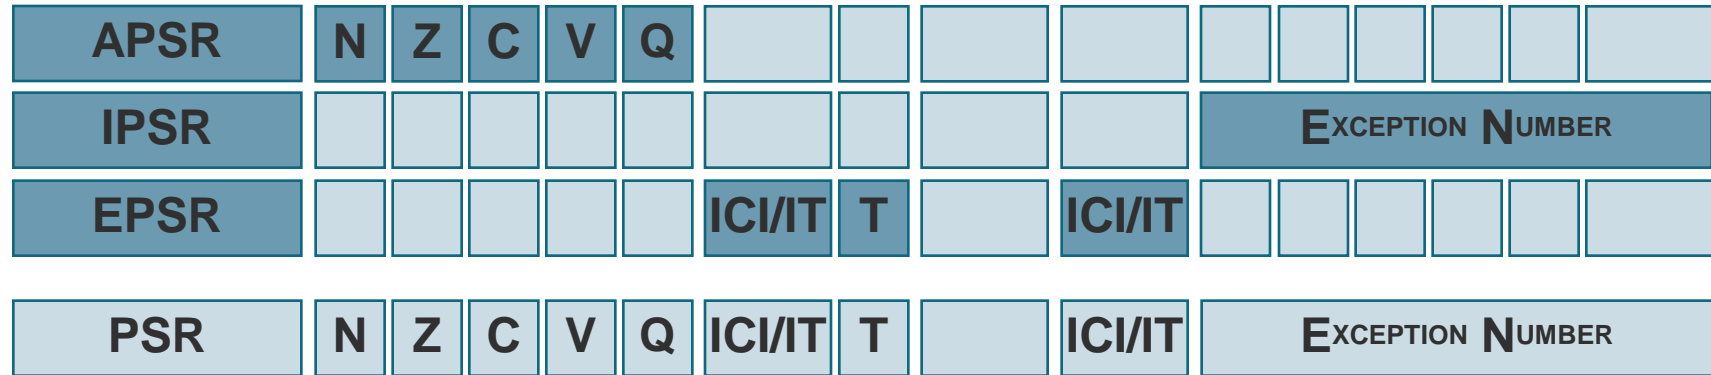 APSR N Z C V Q
IPSR EXCEPTION NUMBER
EPSR ICI/IT T ICI/IT
PSR N Z C V Q ICI/IT T ICI/IT EXCEPTION NUMBER